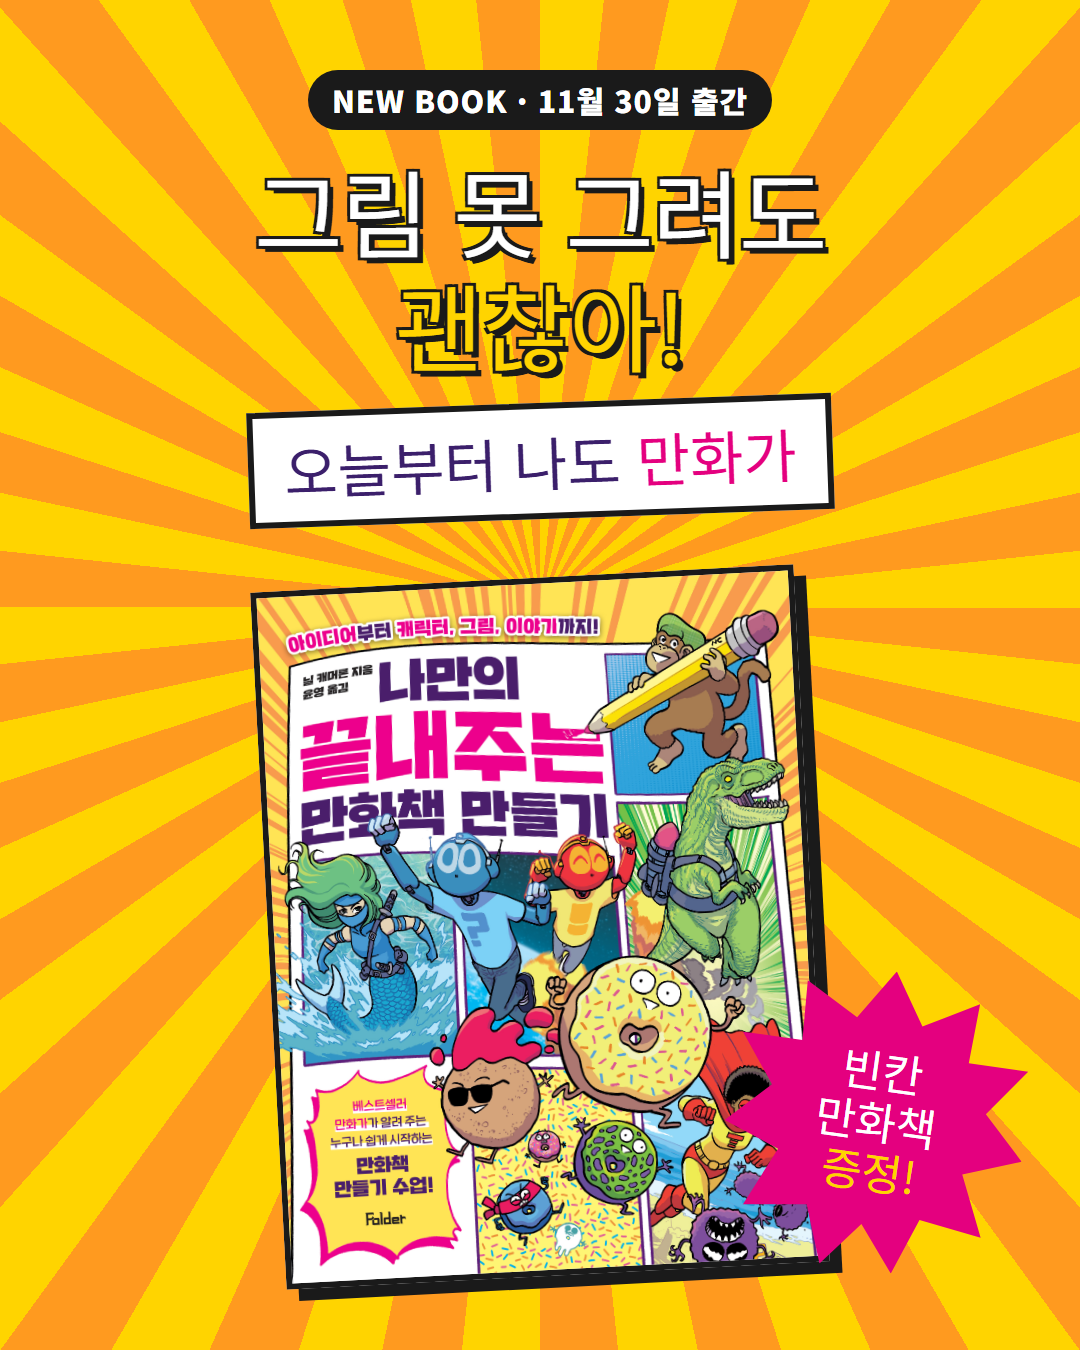 NEW BOOK · 11월 30일 출간
그림 못 그려도
괜찮아!
오늘부터 나도 만화가
아이디어부터 캐릭터, 그림, 이야기까지!
닐 캐머런 지음
윤영 옮김
나만의
끝내주는
만화책 만들기
베스트셀러
만화가가 알려 주는
누구나 쉽게 시작하는
만화책
만들기 수업!
Folder
빈칸
만화책
증정!